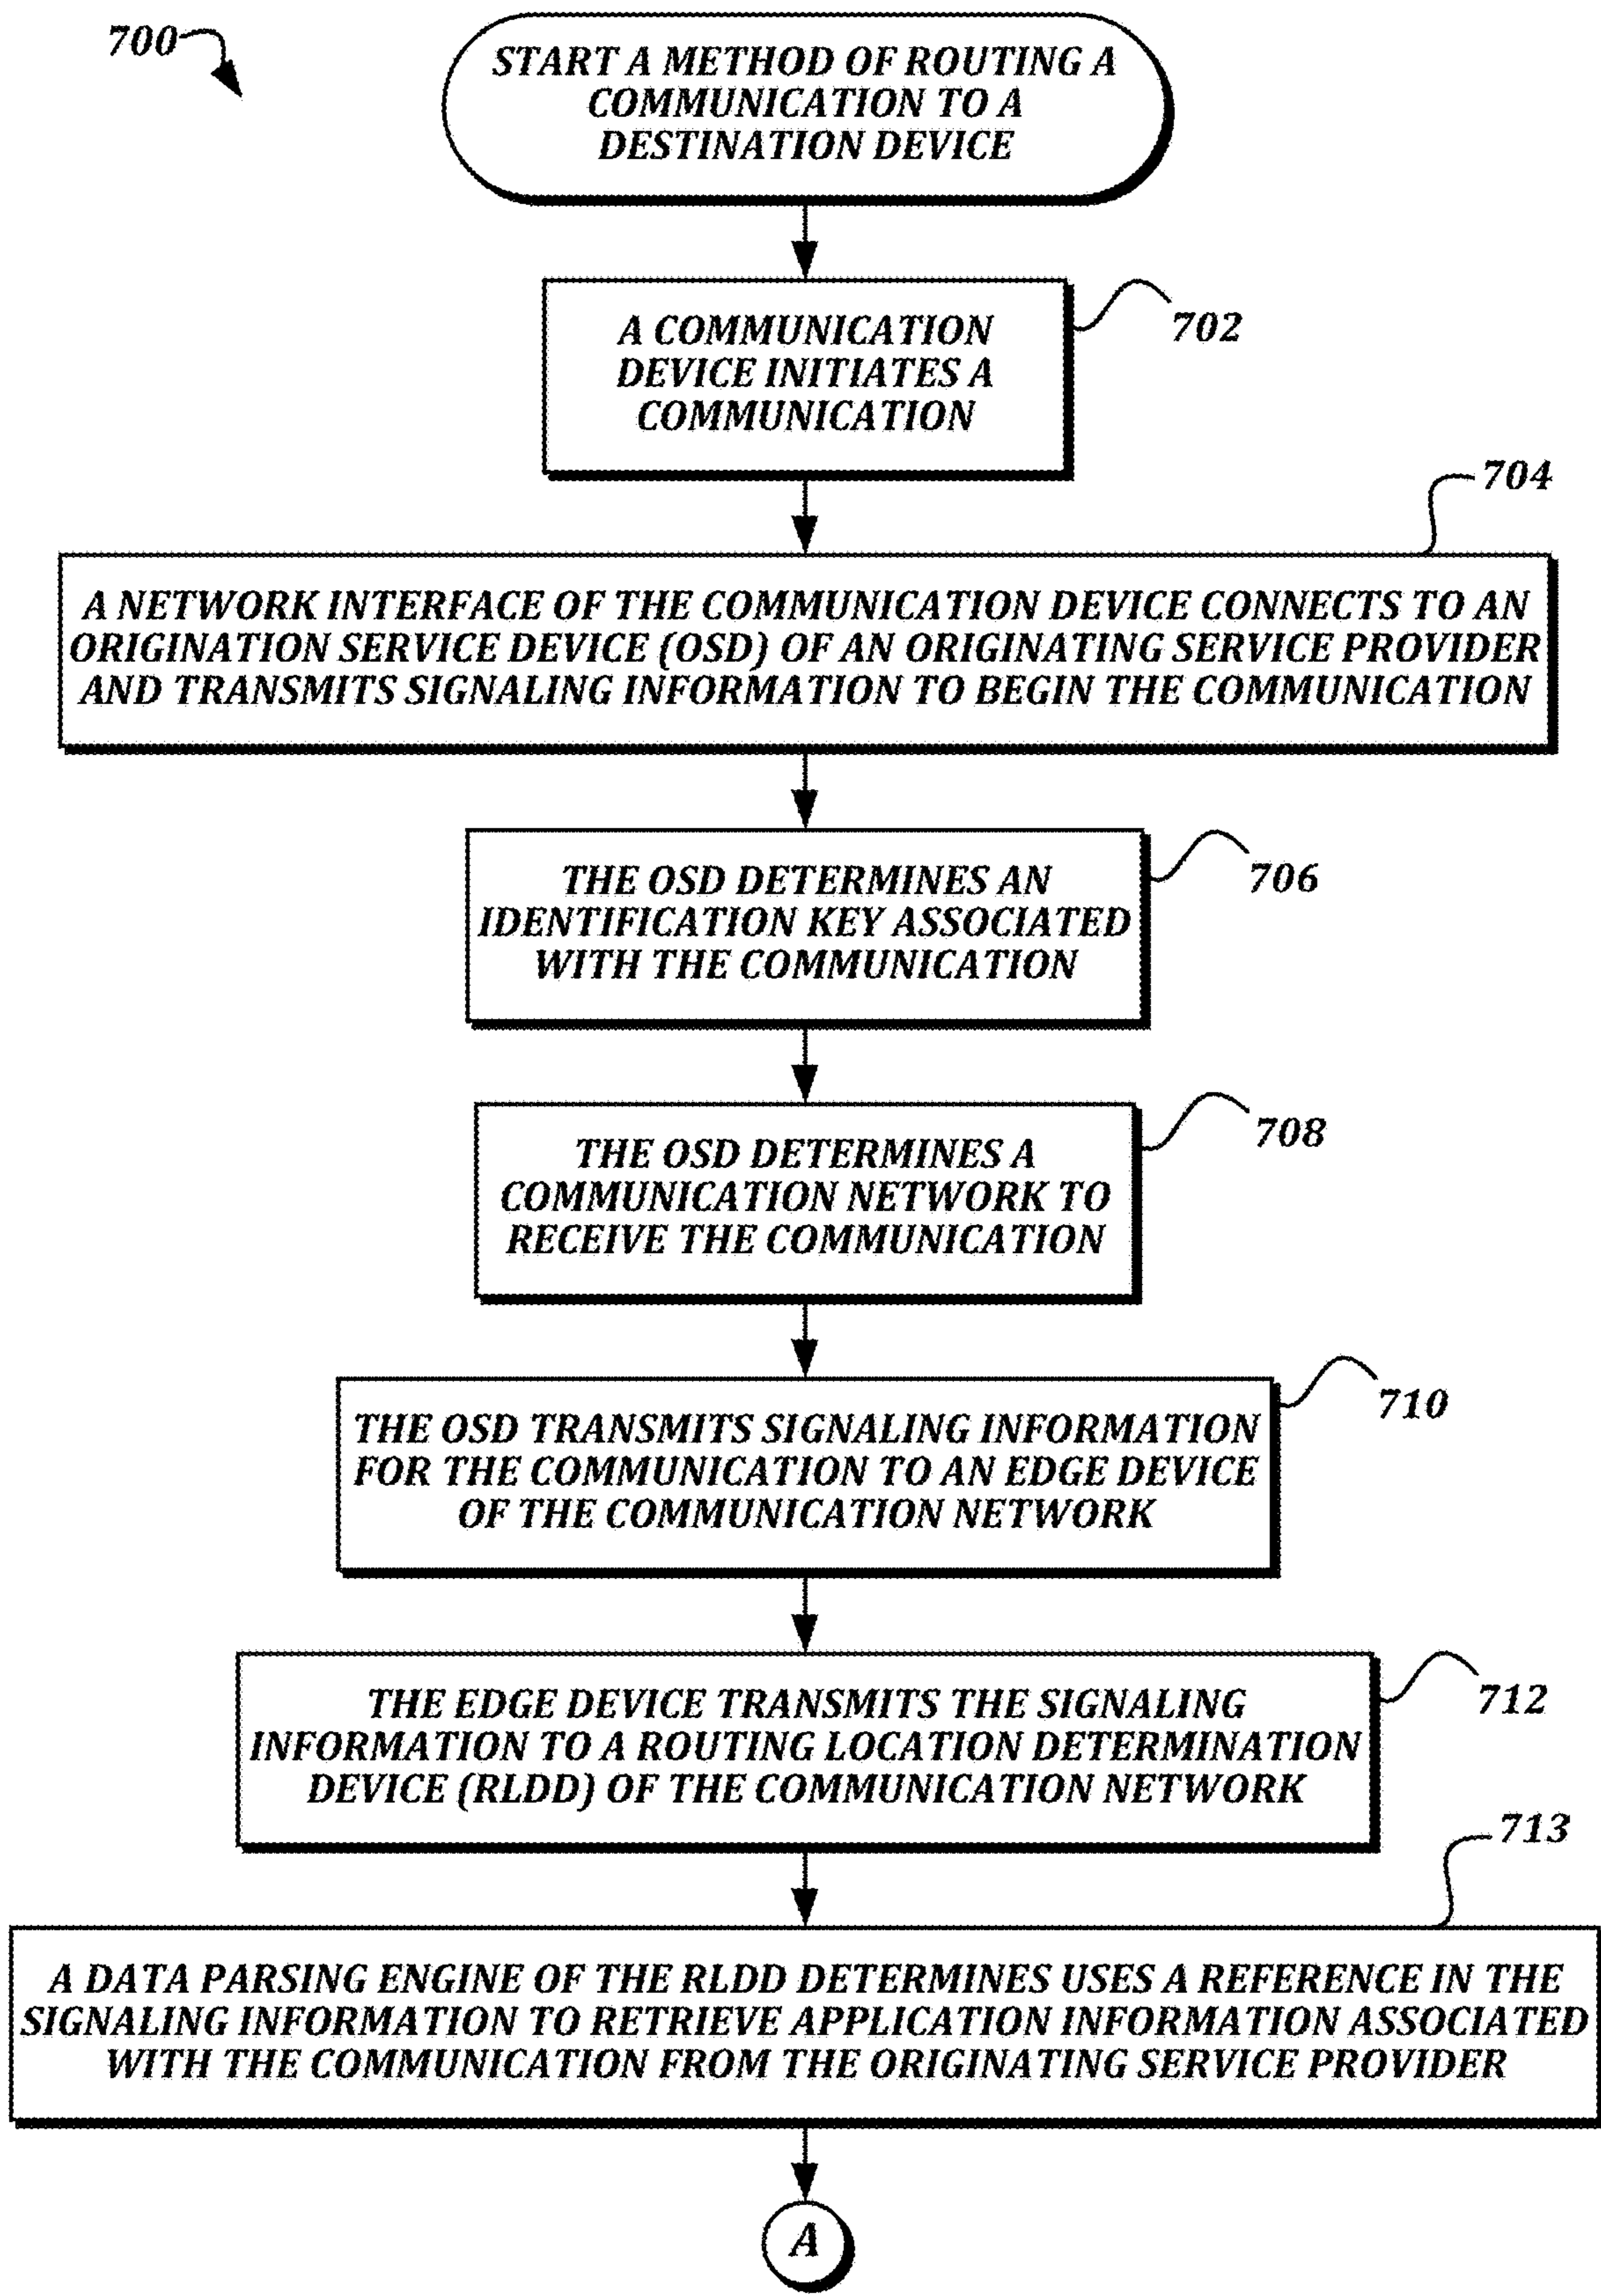 700
START A METHOD OF ROUTING A
COMMUNICATION TO A
DESTINATION DEVICE
A COMMUNICATION
DEVICE INITIATES A
COMMUNICATION
702
704
A NETWORK INTERFACE OF THE COMMUNICATION DEVICE CONNECTS TO AN
ORIGINATION SERVICE DEVICE (OSD) OF AN ORIGINATING SERVICE PROVIDER
AND TRANSMITS SIGNALING INFORMATION TO BEGIN THE COMMUNICATION
THE OSD DETERMINES AN
IDENTIFICATION KEY ASSOCIATED
WITH THE COMMUNICATION
706
THE OSD DETERMINES A
COMMUNICATION NETWORK TO
RECEIVE THE COMMUNICATION
708
THE OSD TRANSMITS SIGNALING INFORMATION
FOR THE COMMUNICATION TO AN EDGE DEVICE
OF THE COMMUNICATION NETWORK
710
THE EDGE DEVICE TRANSMITS THE SIGNALING
INFORMATION TO A ROUTING LOCATION DETERMINATION
DEVICE (RLDD) OF THE COMMUNICATION NETWORK
712
713
A DATA PARSING ENGINE OF THE RLDD DETERMINES USES A REFERENCE IN THE
SIGNALING INFORMATION TO RETRIEVE APPLICATION INFORMATION ASSOCIATED
WITH THE COMMUNICATION FROM THE ORIGINATING SERVICE PROVIDER
A